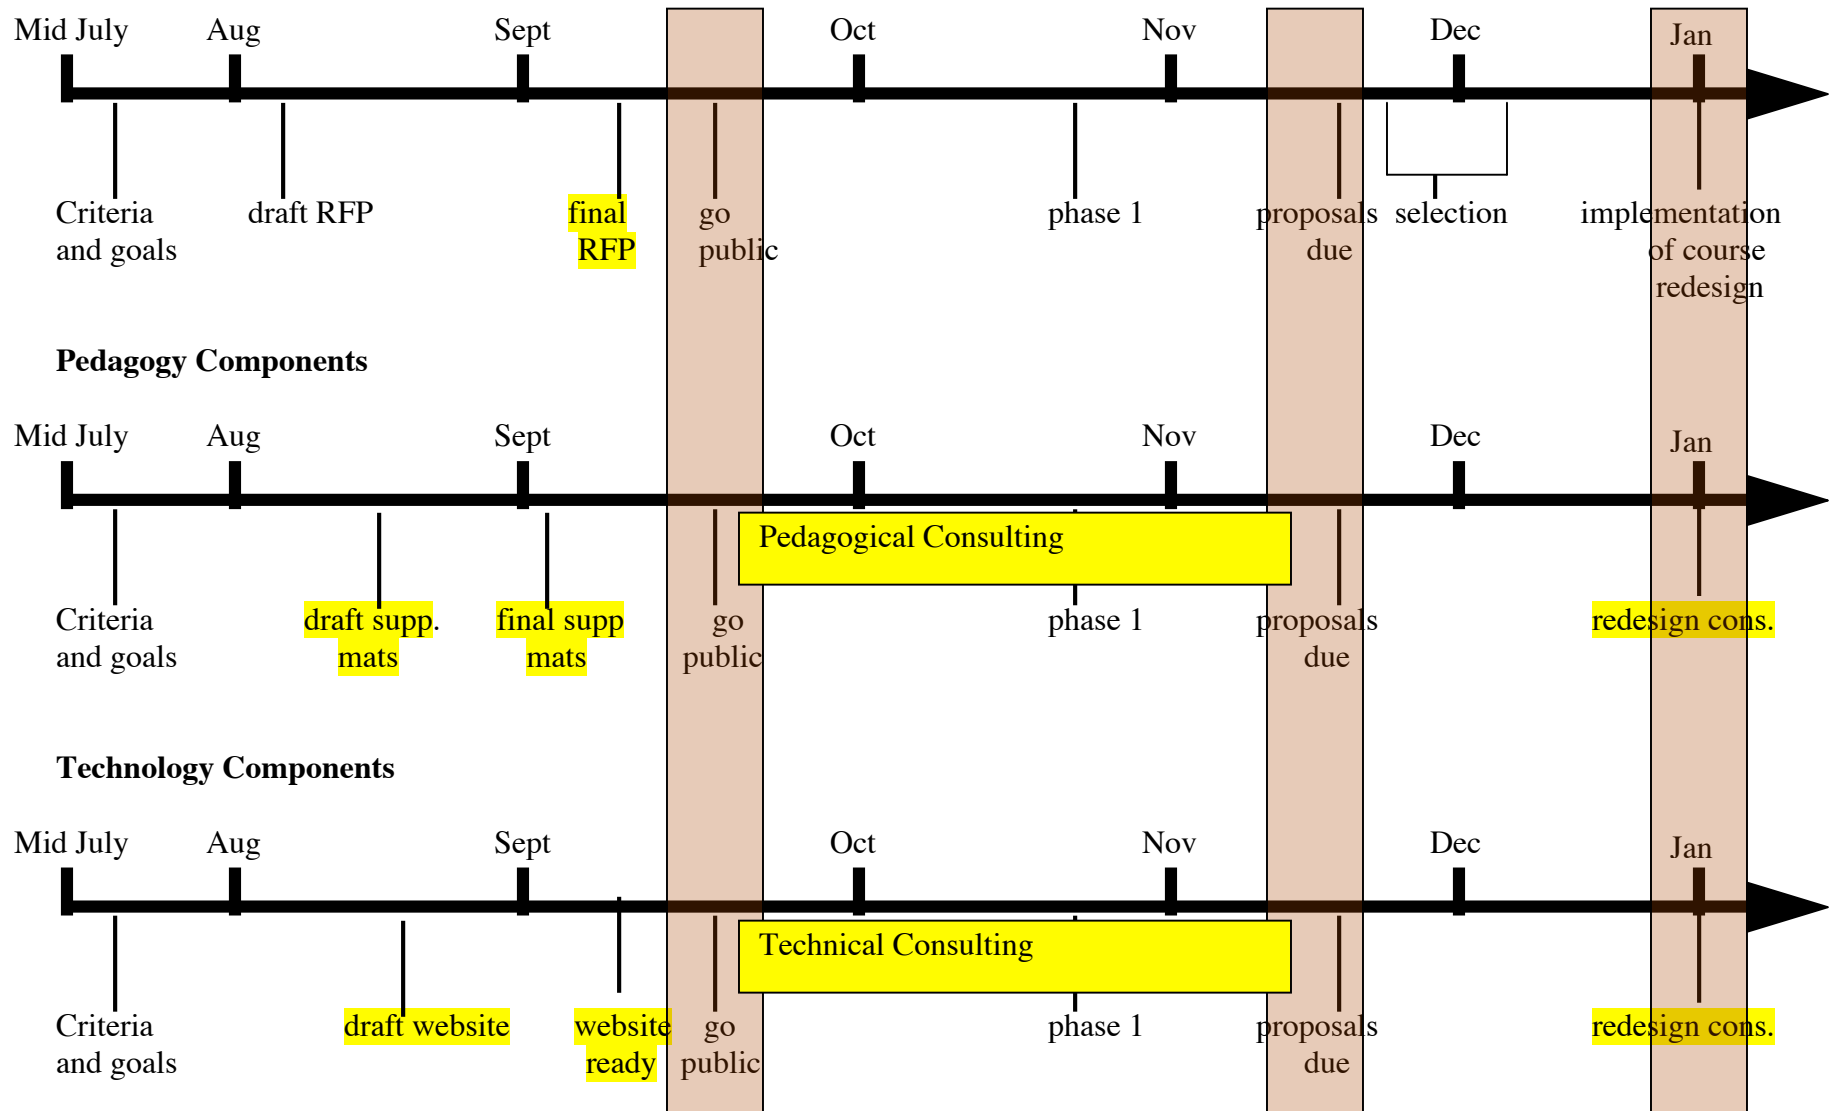 Mid July Aug Sept Oct Nov Dec Jan
Criteria draft RFP final go phase 1 proposals selection implementation
and goals RFP public due of course
redesign
Pedagogy Components
Mid July Aug Sept Oct Nov Dec Jan
Pedagogical Consulting
Criteria draft supp. final supp go phase 1 proposals redesign cons.
and goals mats mats public due
Technology Components
Mid July Aug Sept Oct Nov Dec Jan
Technical Consulting
Criteria draft website website go phase 1 proposals redesign cons.
and goals ready public due